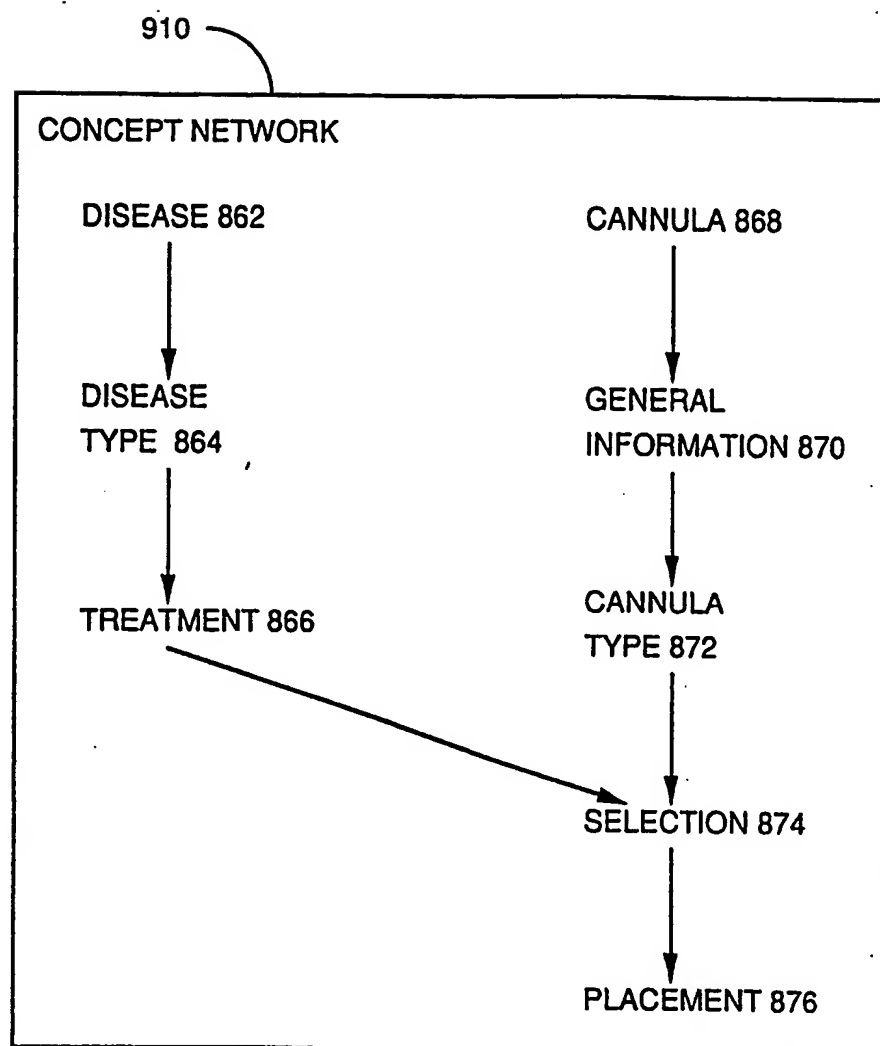 910
CONCEPT NETWORK
DISEASE 862
CANNULA 868
DISEASE
TYPE 864
GENERAL
INFORMATION 870
TREATMENT 866
CANNULA
TYPE 872
SELECTION 874
PLACEMENT 876